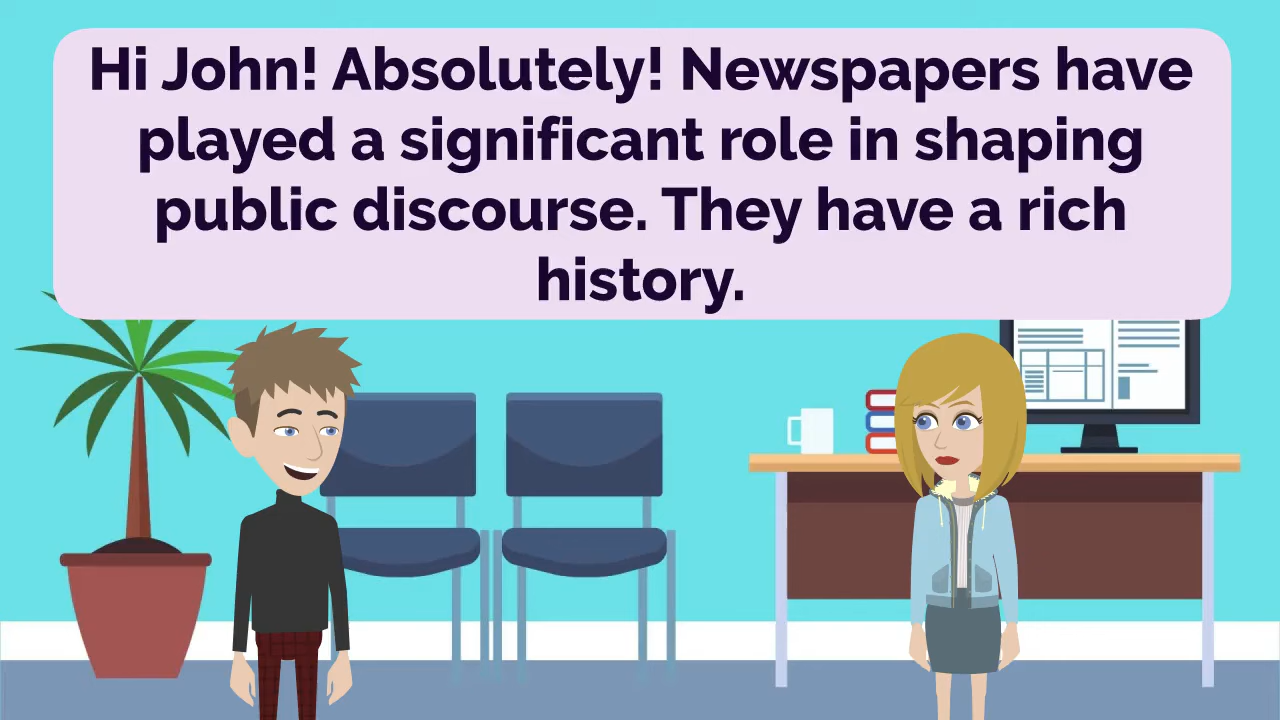 Hi John! Absolutely! Newspapers have
played a significant role in shaping
public discourse. They have a rich
history.